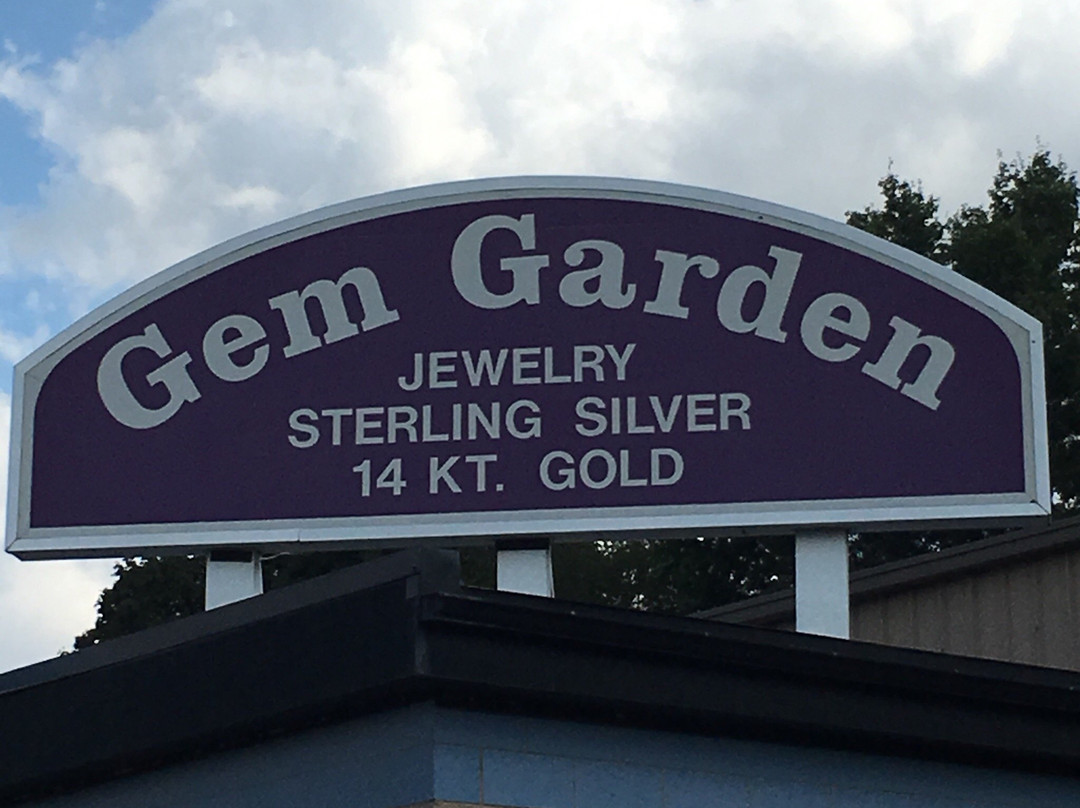 Gem Garden
JEWELRY
STERLING SILVER
14 KT. GOLD